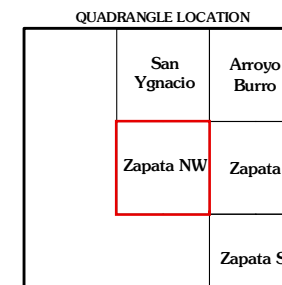 QUADRANGLE LOCATION
San
Ygnacio
Arroyo
Burro
Zapata NW
Zapata
Zapata S